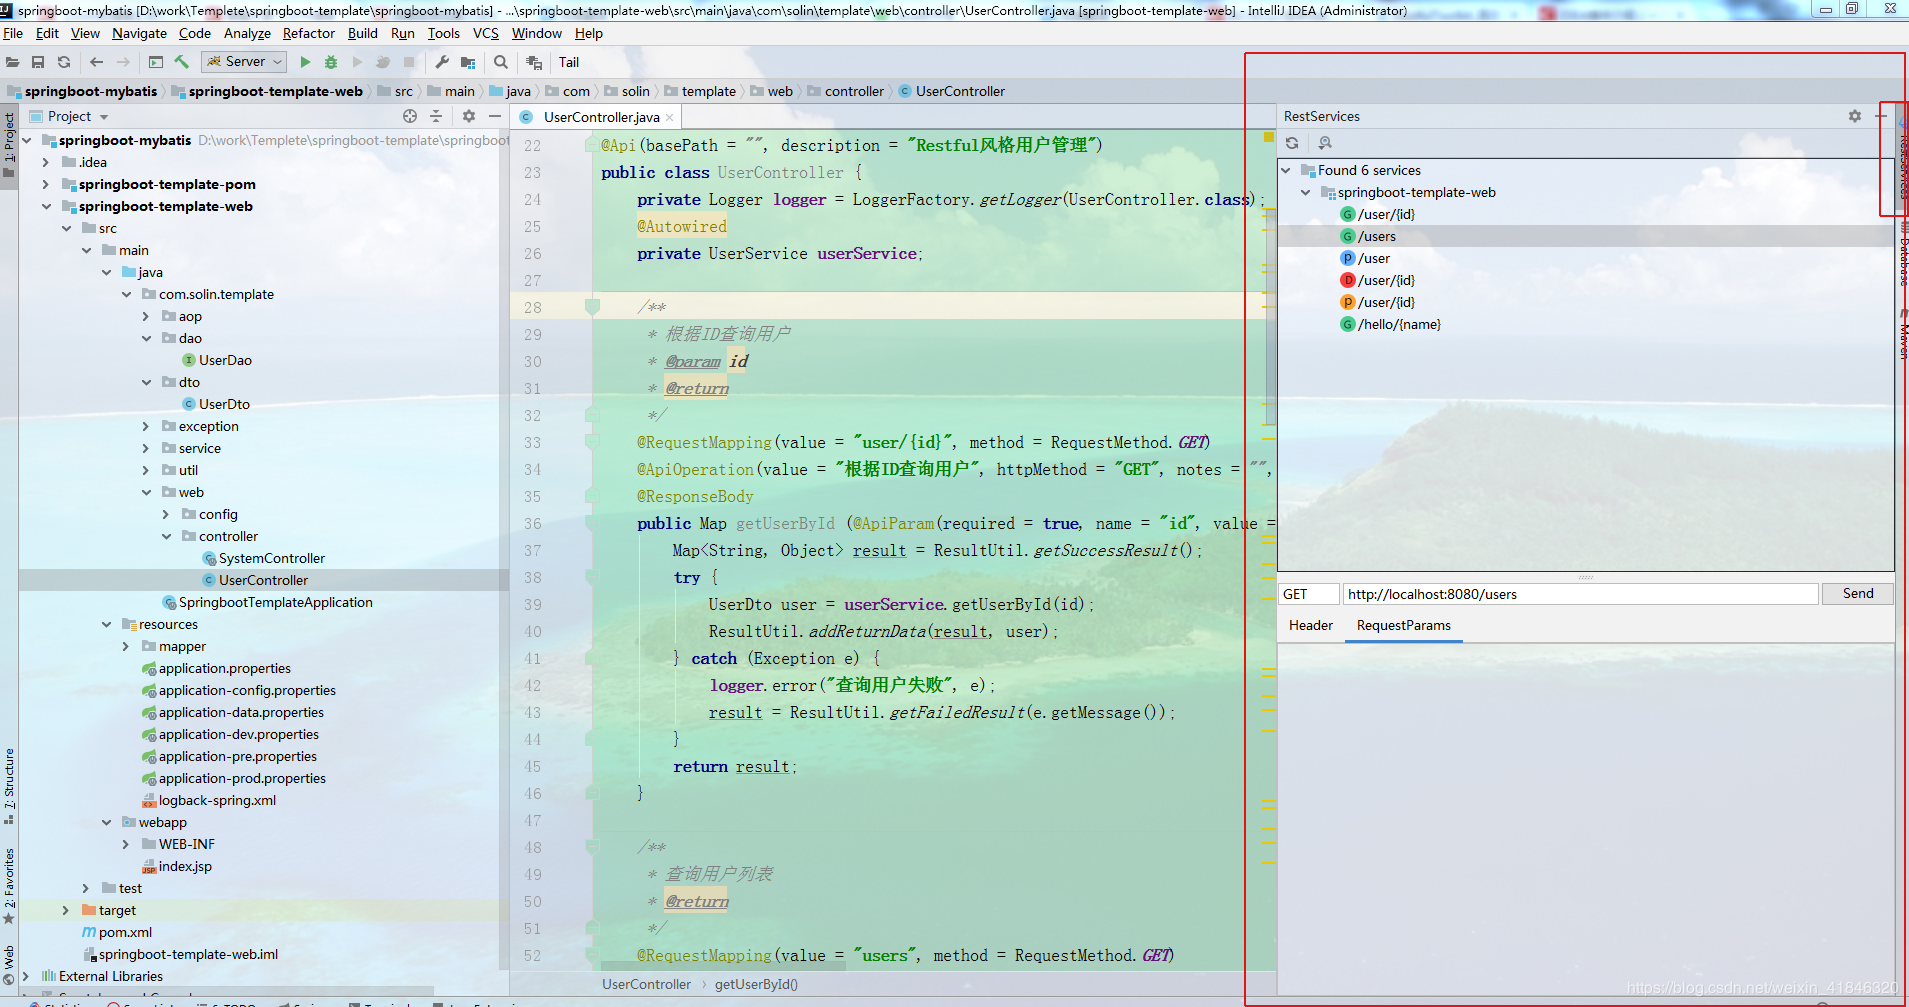 springboot-mybatis [D:\work\Templete\springboot-template\springboot-mybatis] - ...\springboot-template-web\src\main\java\com\solin\template\web\controller\UserController.java [springboot-template-web] - IntelliJ IDEA (Administrator)
File Edit View Navigate Code Analyze Refactor Build Run Tools VCS Window Help
Server Tail
springboot-mybatis springboot-template-web src main java com solin template web controller UserController
1: Project
7: Structure
2: Favorites
Web
Project
springboot-mybatis D:\work\Templete\springboot-template\springboot
.idea
springboot-template-pom
springboot-template-web
src
main
java
com.solin.template
aop
dao
UserDao
dto
UserDto
exception
service
util
web
config
controller
SystemController
UserController
SpringbootTemplateApplication
resources
mapper
application.properties
application-config.properties
application-data.properties
application-dev.properties
application-pre.properties
application-prod.properties
logback-spring.xml
webapp
WEB-INF
index.jsp
test
target
pom.xml
springboot-template-web.iml
External Libraries
UserController.java
22 @Api(basePath = "", description = "Restful风格用户管理")
23 public class UserController {
24 private Logger logger = LoggerFactory.getLogger(UserController.class);
25 @Autowired
26 private UserService userService;
27
28 /**
29 * 根据ID查询用户
30 * @param id
31 * @return
32 */
33 @RequestMapping(value = "user/{id}", method = RequestMethod.GET)
34 @ApiOperation(value = "根据ID查询用户", httpMethod = "GET", notes = "",
35 @ResponseBody
36 public Map getUserById (@ApiParam(required = true, name = "id", value =
37 Map<String, Object> result = ResultUtil.getSuccessResult();
38 try {
39 UserDto user = userService.getUserById(id);
40 ResultUtil.addReturnData(result, user);
41 } catch (Exception e) {
42 logger.error("查询用户失败", e);
43 result = ResultUtil.getFailedResult(e.getMessage());
44 }
45 return result;
46 }
47
48 /**
49 * 查询用户列表
50 * @return
51 */
52 @RequestMapping(value = "users", method = RequestMethod.GET)
UserController › getUserById()
RestServices
Found 6 services
springboot-template-web
G /user/{id}
G /users
P /user
D /user/{id}
P /user/{id}
G /hello/{name}
GET http://localhost:8080/users Send
Header RequestParams
RestServices
Database
Maven
https://blog.csdn.net/weixin_41846320